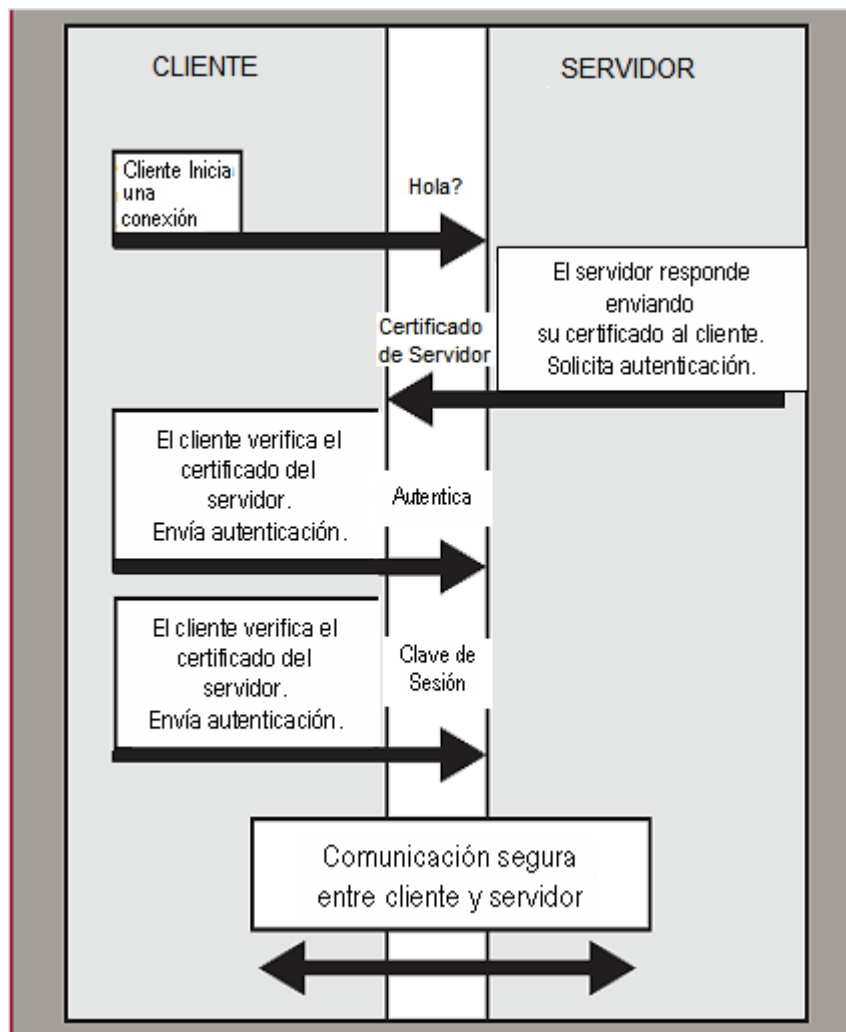 CLIENTE
SERVIDOR
Cliente Inicia
una
conexión
Hola?
El servidor responde
enviando
su certificado al cliente.
Solicita autenticación.
Certificado
de Servidor
El cliente verifica el
certificado del
servidor.
Envía autenticación.
Autentica
El cliente verifica el
certificado del
servidor.
Envía autenticación.
Clave de
Sesión
Comunicación segura
entre cliente y servidor